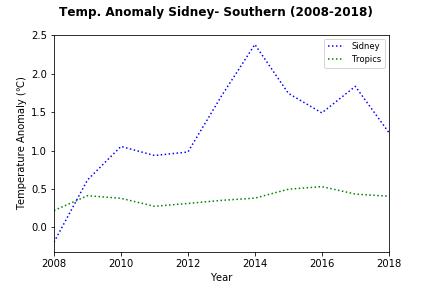 Temp. Anomaly Sidney- Southern (2008-2018)
Sidney
Tropics
Temperature Anomaly (°C)
2.5
2.0
1.5
1.0
0.5
0.0
2008 2010 2012 2014 2016 2018
Year